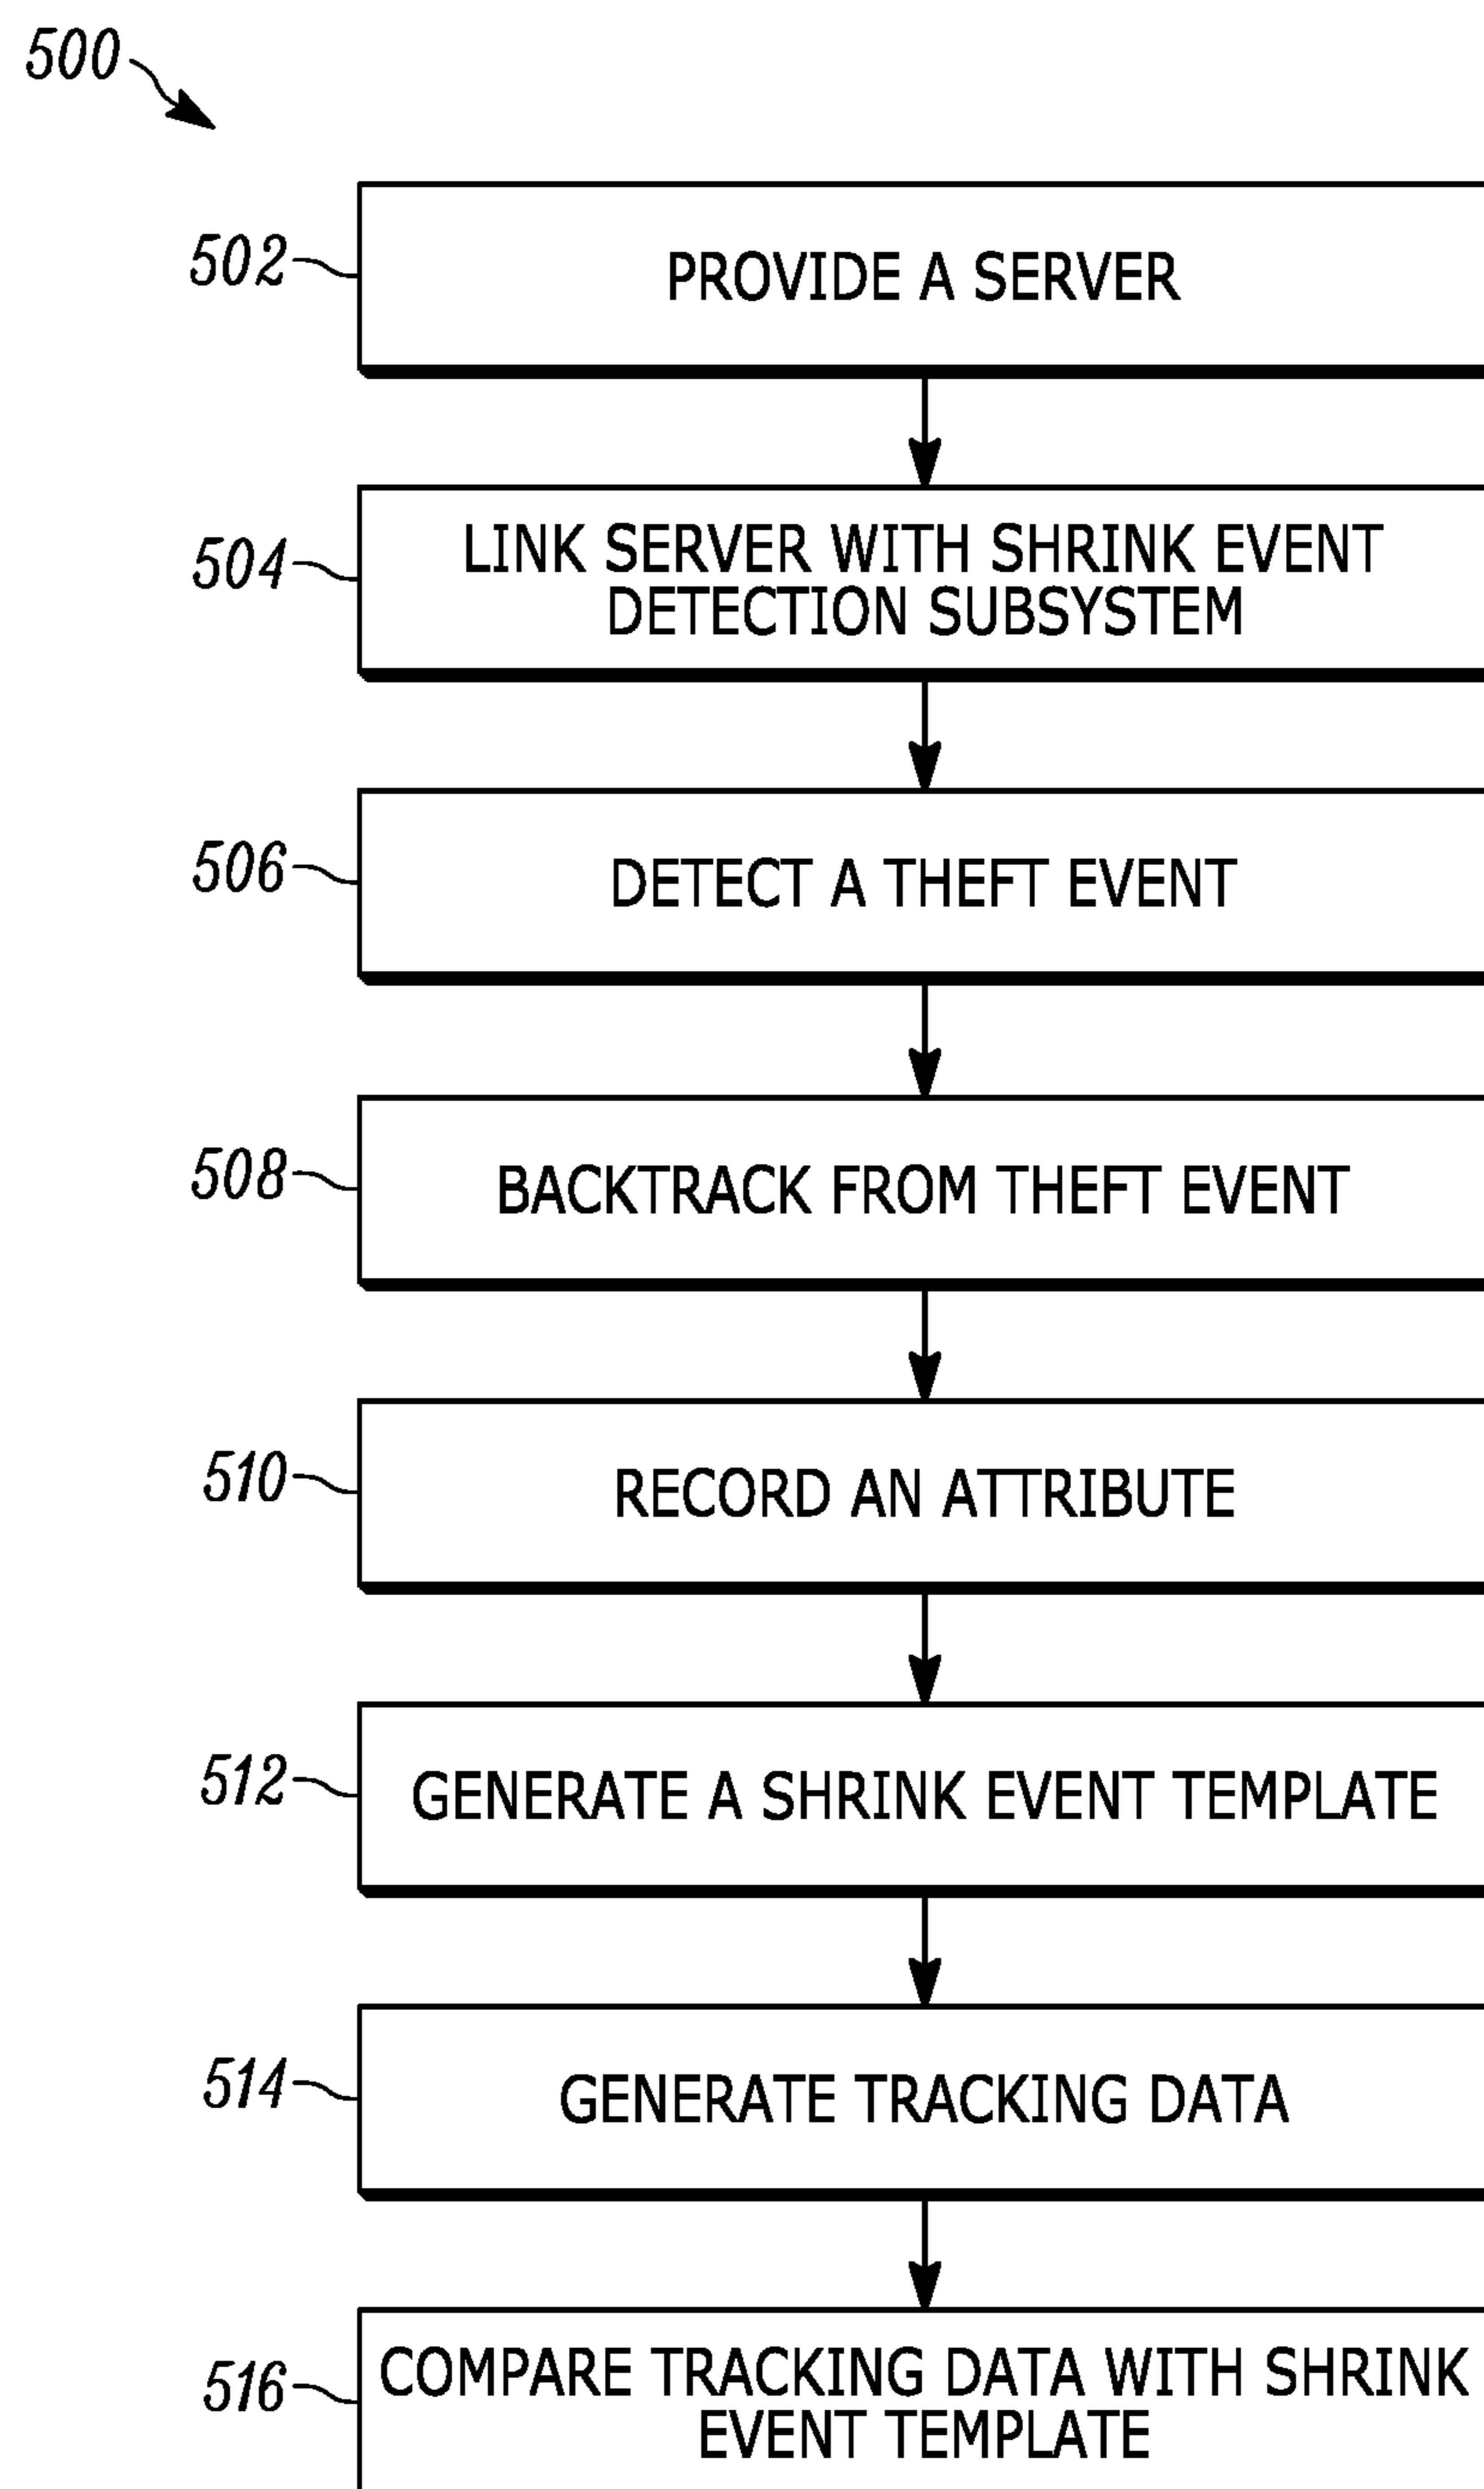 500
502
PROVIDE A SERVER
504
LINK SERVER WITH SHRINK EVENT
DETECTION SUBSYSTEM
506
DETECT A THEFT EVENT
508
BACKTRACK FROM THEFT EVENT
510
RECORD AN ATTRIBUTE
512
GENERATE A SHRINK EVENT TEMPLATE
514
GENERATE TRACKING DATA
516
COMPARE TRACKING DATA WITH SHRINK
EVENT TEMPLATE